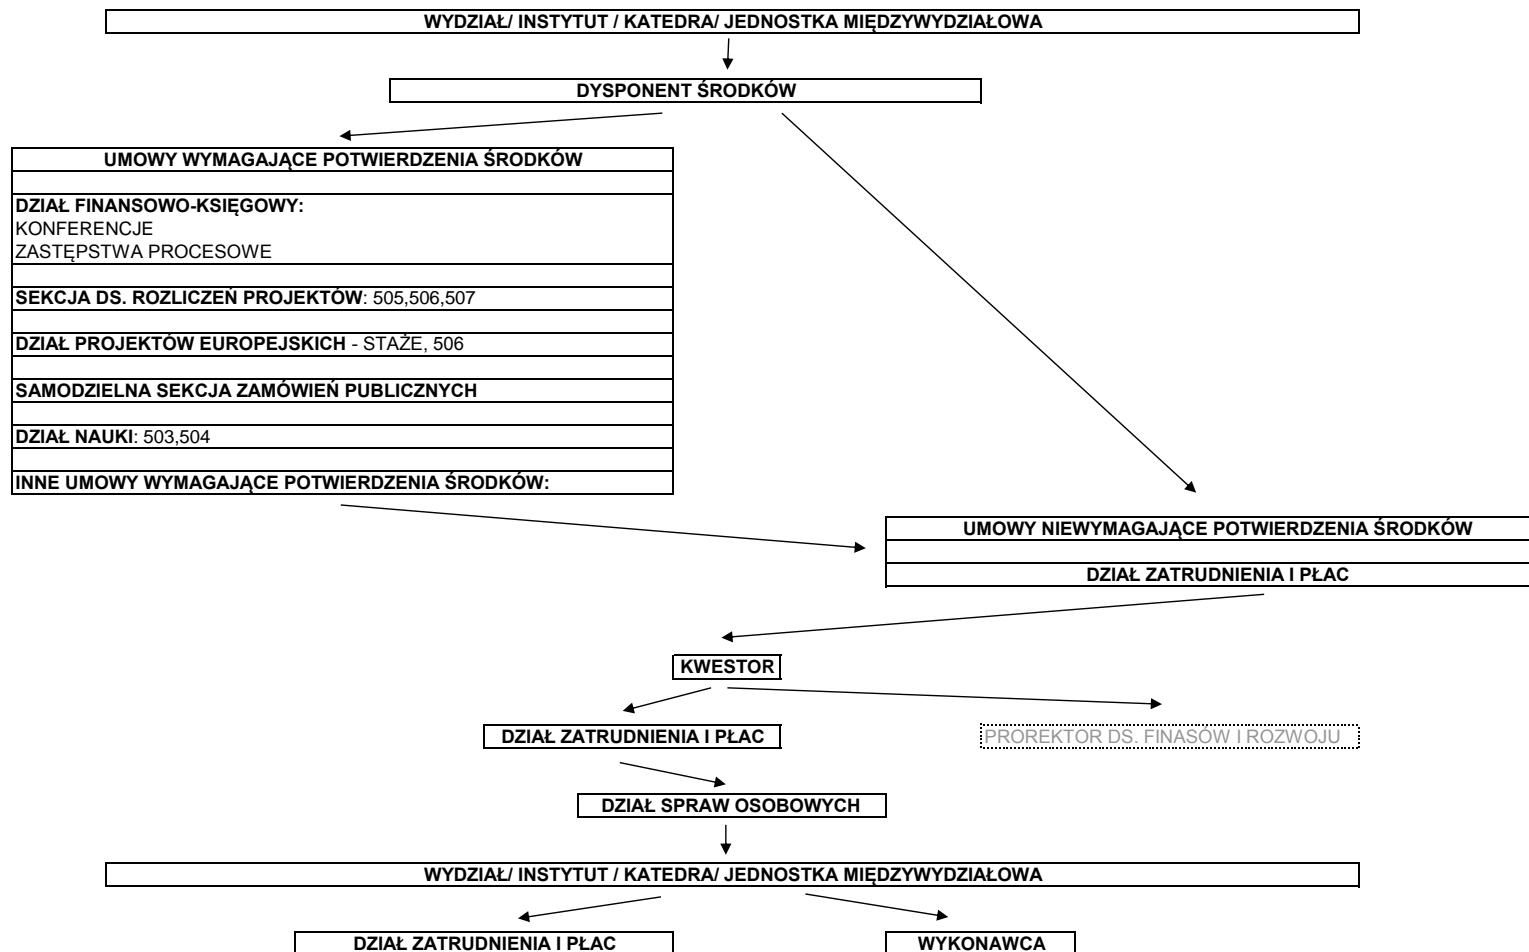 WYDZIAŁ/ INSTYTUT / KATEDRA/ JEDNOSTKA MIĘDZYWYDZIAŁOWA
DYSPONENT ŚRODKÓW
UMOWY WYMAGAJĄCE POTWIERDZENIA ŚRODKÓW
DZIAŁ FINANSOWO-KSIĘGOWY:
KONFERENCJE
ZASTĘPSTWA PROCESOWE
SEKCJA DS. ROZLICZEŃ PROJEKTÓW: 505,506,507
DZIAŁ PROJEKTÓW EUROPEJSKICH - STAŻE, 506
SAMODZIELNA SEKCJA ZAMÓWIEŃ PUBLICZNYCH
DZIAŁ NAUKI: 503,504
INNE UMOWY WYMAGAJĄCE POTWIERDZENIA ŚRODKÓW:
UMOWY NIEWYMAGAJĄCE POTWIERDZENIA ŚRODKÓW
DZIAŁ ZATRUDNIENIA I PŁAC
KWESTOR
DZIAŁ ZATRUDNIENIA I PŁAC
PROREKTOR DS. FINASÓW I ROZWOJU
DZIAŁ SPRAW OSOBOWYCH
WYDZIAŁ/ INSTYTUT / KATEDRA/ JEDNOSTKA MIĘDZYWYDZIAŁOWA
DZIAŁ ZATRUDNIENIA I PŁAC
WYKONAWCA